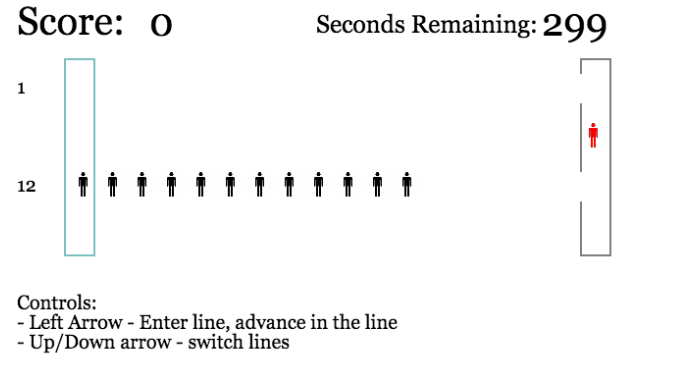 Score: 0 Seconds Remaining: 299
1
12
Controls:
- Left Arrow - Enter line, advance in the line
- Up/Down arrow - switch lines